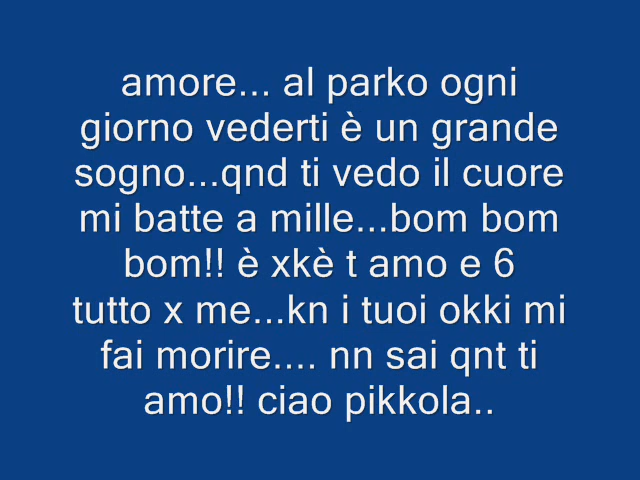 amore... al parko ogni
giorno vederti è un grande
sogno...qnd ti vedo il cuore
mi batte a mille...bom bom
bom!! è xkè t amo e 6
tutto x me...kn i tuoi okki mi
fai morire.... nn sai qnt ti
amo!! ciao pikkola..